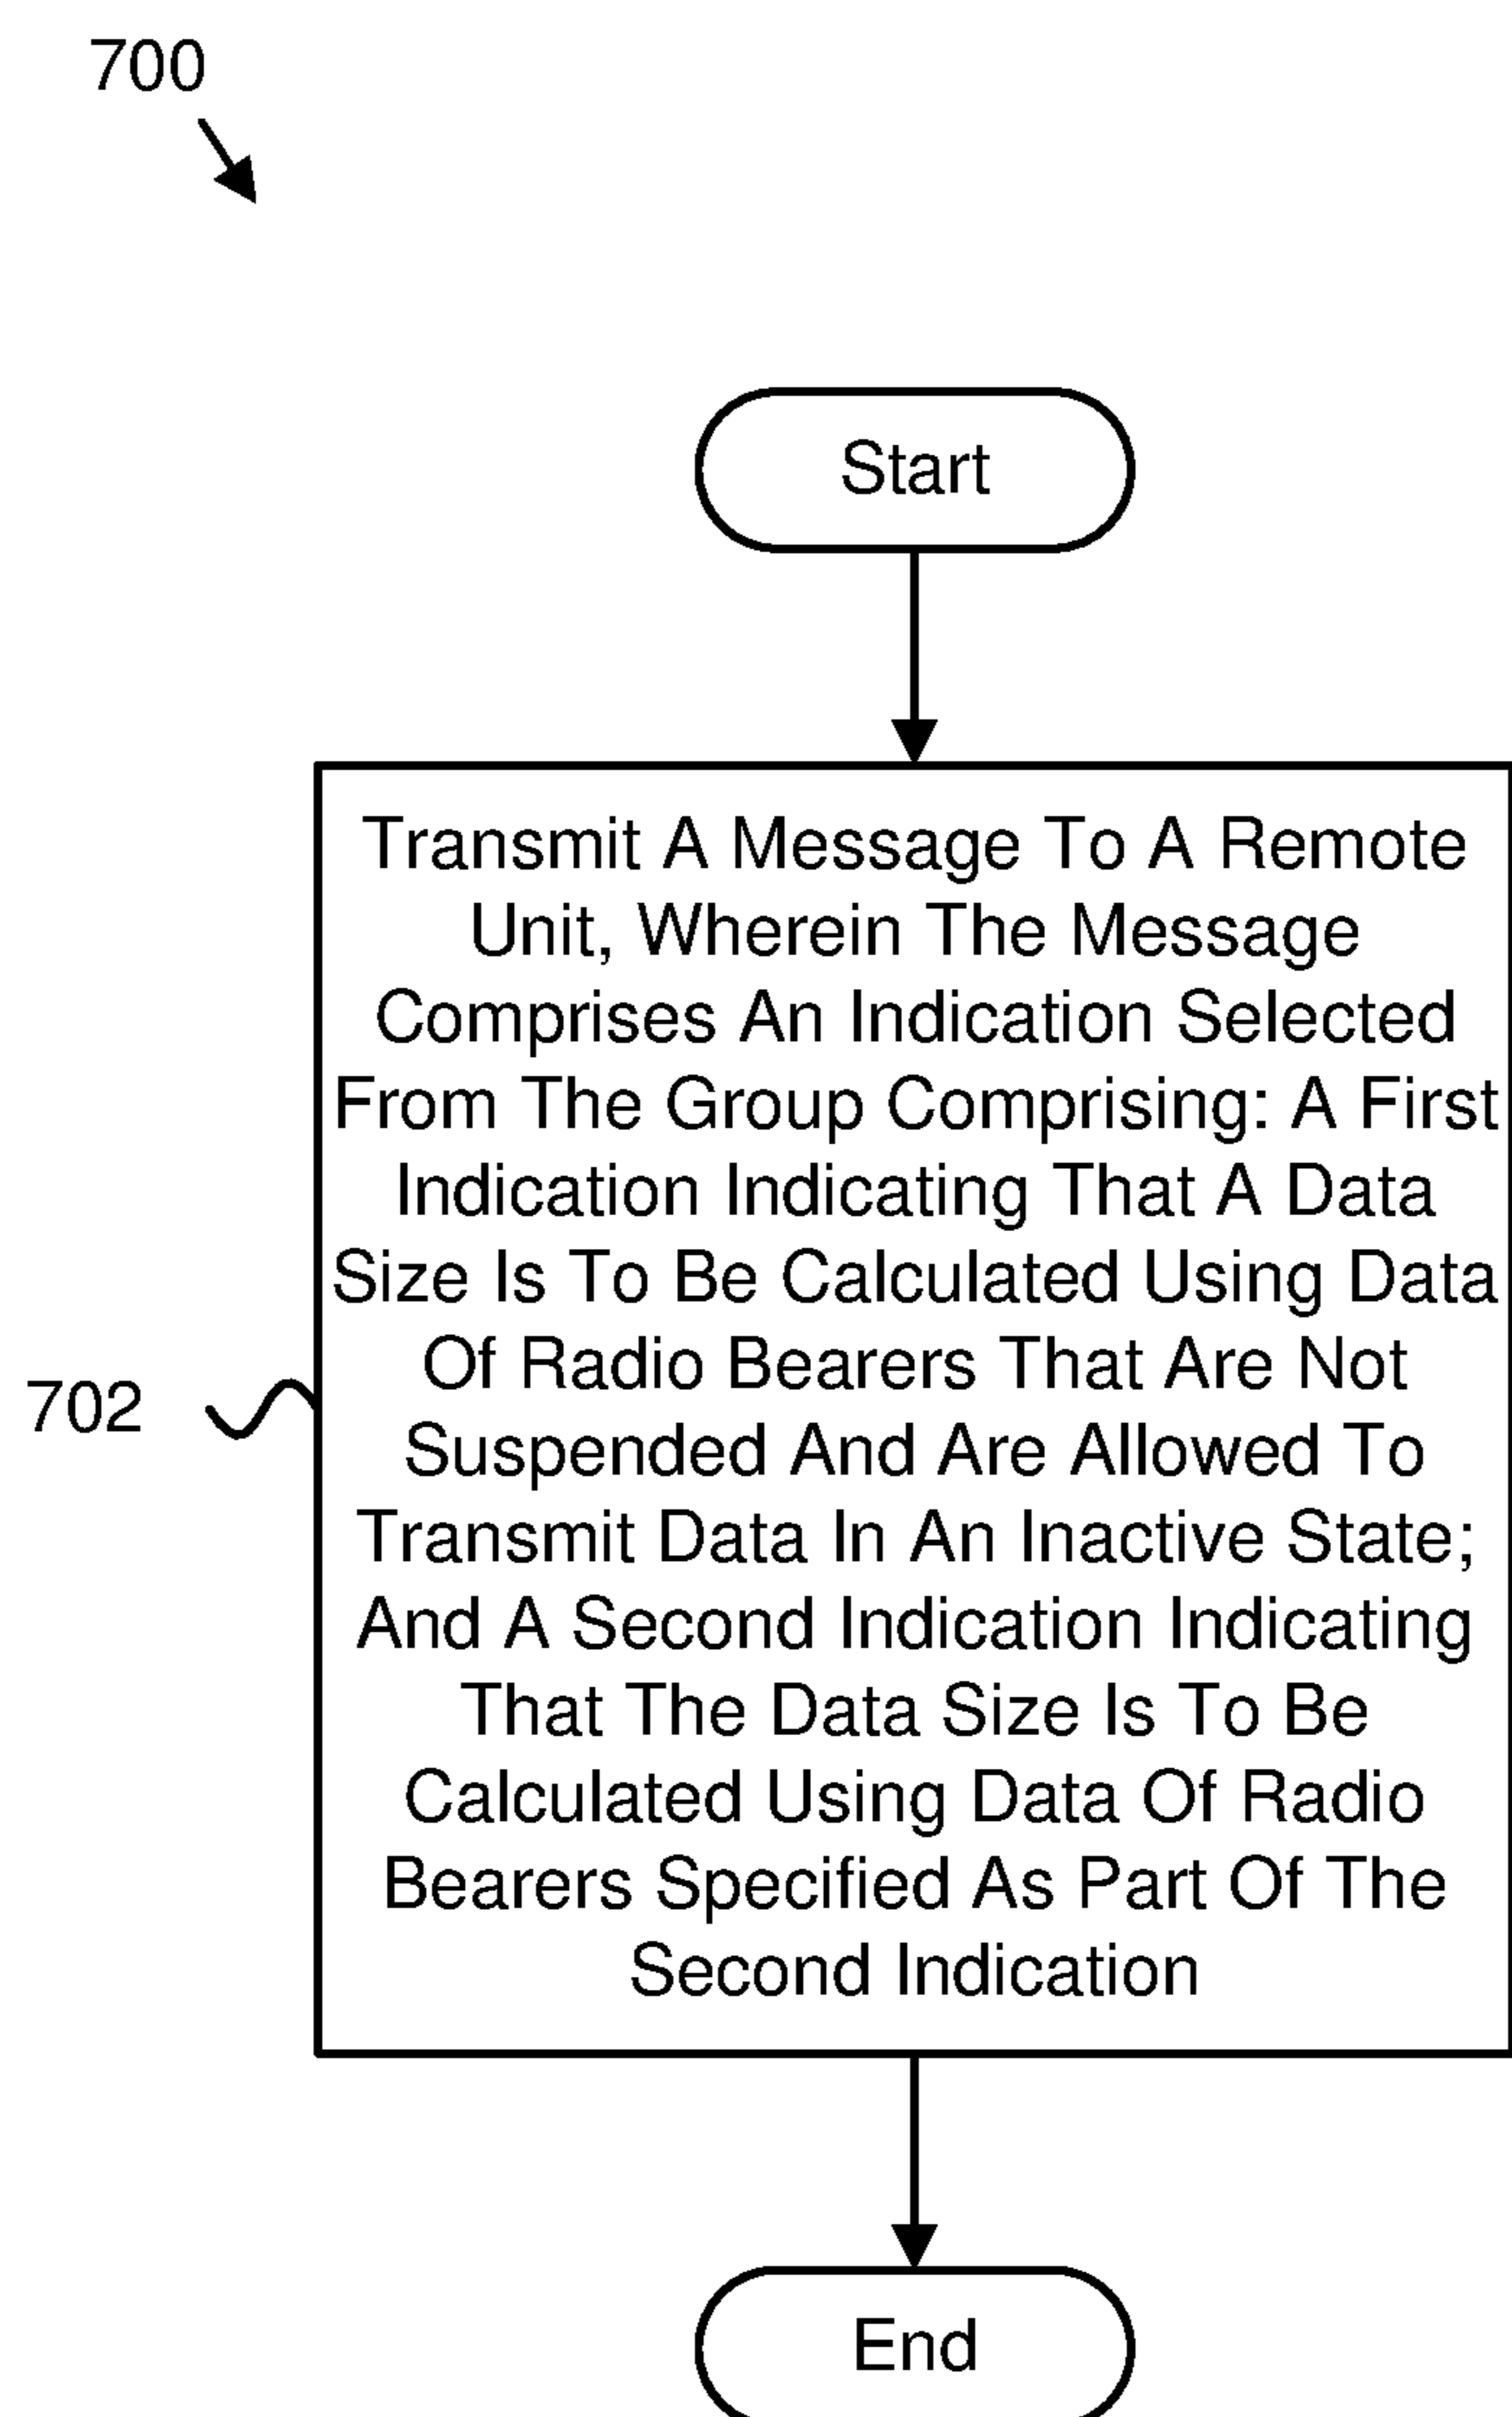 700
Start
Transmit A Message To A Remote
Unit, Wherein The Message
Comprises An Indication Selected
From The Group Comprising: A First
Indication Indicating That A Data
Size Is To Be Calculated Using Data
Of Radio Bearers That Are Not
Suspended And Are Allowed To
Transmit Data In An Inactive State;
And A Second Indication Indicating
That The Data Size Is To Be
Calculated Using Data Of Radio
Bearers Specified As Part Of The
Second Indication
702
End